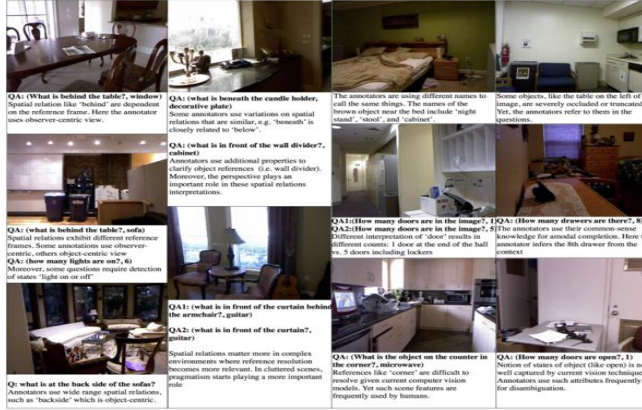 QA: (What is behind the table?, window)
Spatial relation like 'behind' are dependent
on the reference frame. Here the annotator
uses observer-centric view.
QA: (what is behind the table?, sofa)
Spatial relations exhibit different reference
frames. Some annotations use observer-
centric, others object-centric view
QA: (how many lights are on?, 6)
Moreover, some questions require detection
of states 'light on or off'
Q: what is at the back side of the sofas?
Annotators use wide range spatial relations,
such as 'backside' which is object-centric.
QA: (what is beneath the candle holder,
decorative plate)
Some annotators use variations on spatial
relations that are similar, e.g. 'beneath' is
closely related to 'below'.
QA: (what is in front of the wall divider?,
cabinet)
Annotators use additional properties to
clarify object references (i.e. wall divider).
Moreover, the perspective plays an
important role in these spatial relations
interpretations.
QA1: (what is in front of the curtain behind
the armchair?, guitar)
QA2: (what is in front of the curtain?,
guitar)
Spatial relations matter more in complex
environments where reference resolution
becomes more relevant. In cluttered scenes,
pragmatism starts playing a more important
role
The annotators are using different names to
call the same things. The names of the
brown object near the bed include 'night
stand', 'stool', and 'cabinet'.
QA1:(How many doors are in the image?, 1
QA2:(How many doors are in the image?, 5
Different interpretation of 'door' results in
different counts: 1 door at the end of the hall
vs. 5 doors including lockers
QA: (What is the object on the counter in
the corner?, microwave)
References like 'corner' are difficult to
resolve given current computer vision
models. Yet such scene features are
frequently used by humans.
Some objects, like the table on the left of
image, are severely occluded or truncated
Yet, the annotators refer to them in the
questions.
QA: (How many drawers are there?, 8
The annotators use their common-sense
knowledge for amodal completion. Here
annotator infers the 8th drawer from the
context
QA: (How many doors are open?, 1)
Notion of states of object (like open) is
well captured by current vision technique
Annotators use such attributes frequently
for disambiguation.